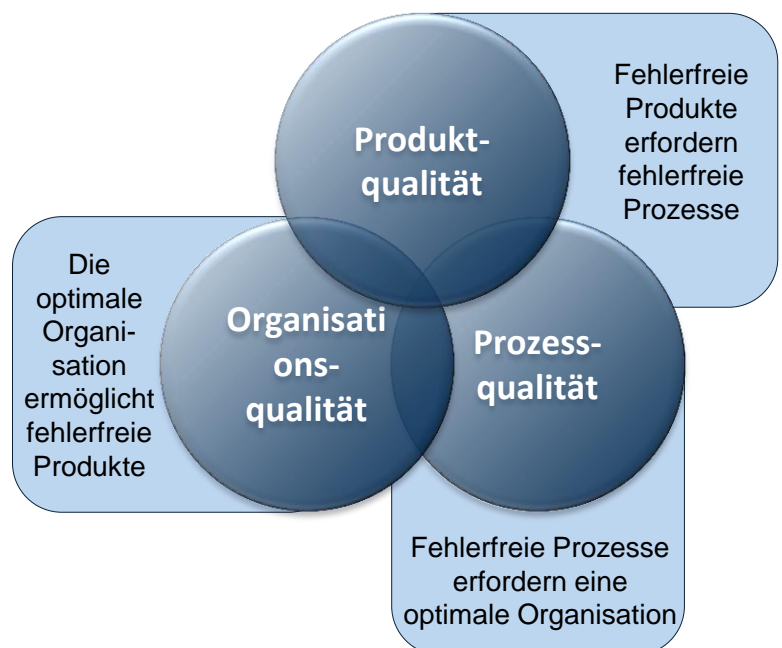 Produkt-
qualität
Fehlerfreie
Produkte
erfordern
fehlerfreie
Prozesse
Die
optimale
Organi-
sation
ermöglicht
fehlerfreie
Produkte
Organisati
ons-
qualität
Prozess-
qualität
Fehlerfreie Prozesse
erfordern eine
optimale Organisation